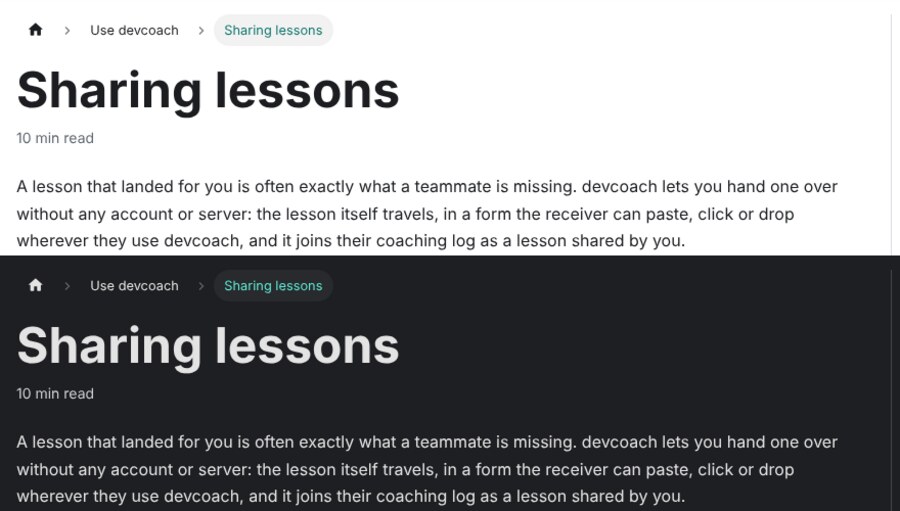 Use devcoach Sharing lessons
Sharing lessons
10 min read
A lesson that landed for you is often exactly what a teammate is missing. devcoach lets you hand one over
without any account or server: the lesson itself travels, in a form the receiver can paste, click or drop
wherever they use devcoach, and it joins their coaching log as a lesson shared by you.
Use devcoach Sharing lessons
Sharing lessons
10 min read
A lesson that landed for you is often exactly what a teammate is missing. devcoach lets you hand one over
without any account or server: the lesson itself travels, in a form the receiver can paste, click or drop
wherever they use devcoach, and it joins their coaching log as a lesson shared by you.